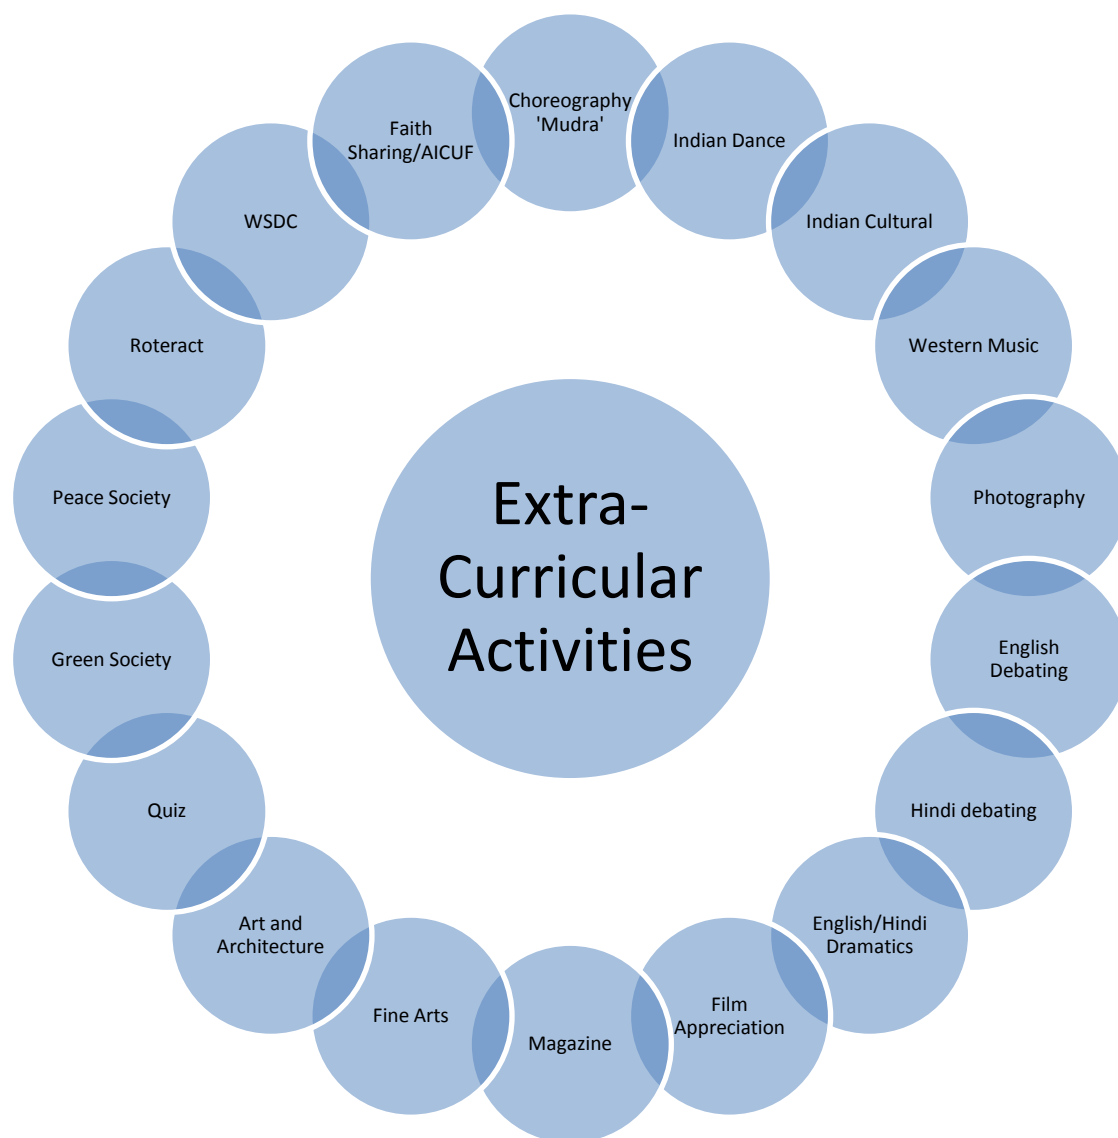 Choreography
'Mudra'
Indian Dance
Indian Cultural
Western Music
Photography
English
Debating
Hindi debating
English/Hindi
Dramatics
Film
Appreciation
Magazine
Fine Arts
Art and
Architecture
Quiz
Green Society
Peace Society
Roteract
WSDC
Faith
Sharing/AICUF
Extra-
Curricular
Activities